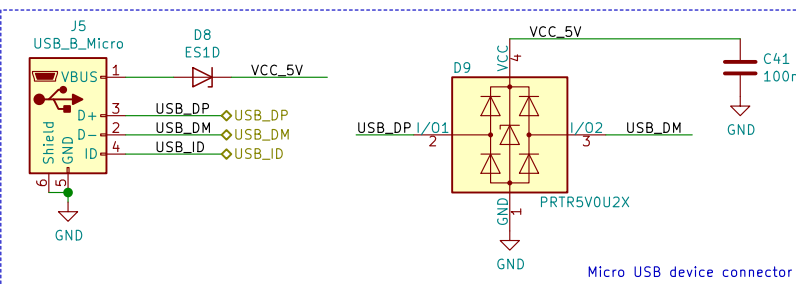 J5
USB_B_Micro
VBUS 1
D+ 3
D- 2
ID 4
Shield
GND
6
5
GND
D8
ES1D
VCC_5V
USB_DP
USB_DP
USB_DM
USB_DM
USB_ID
USB_ID
VCC_5V
VCC
4
D9
USB_DP
I/O1
2
I/O2
3
USB_DM
GND
1
PRTR5V0U2X
GND
C41
100n
GND
Micro USB device connector